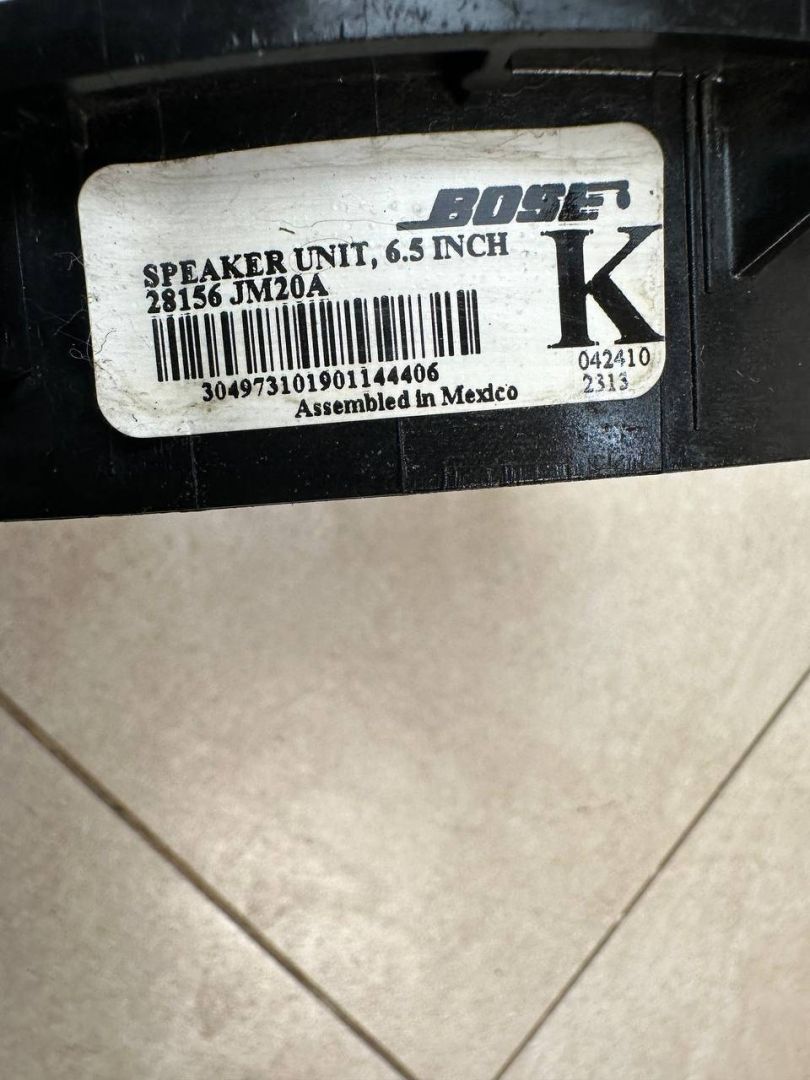 BOSE
SPEAKER UNIT, 6.5 INCH
28156 JM20A
K
304973101901144406
042410
Assembled in Mexico
2313